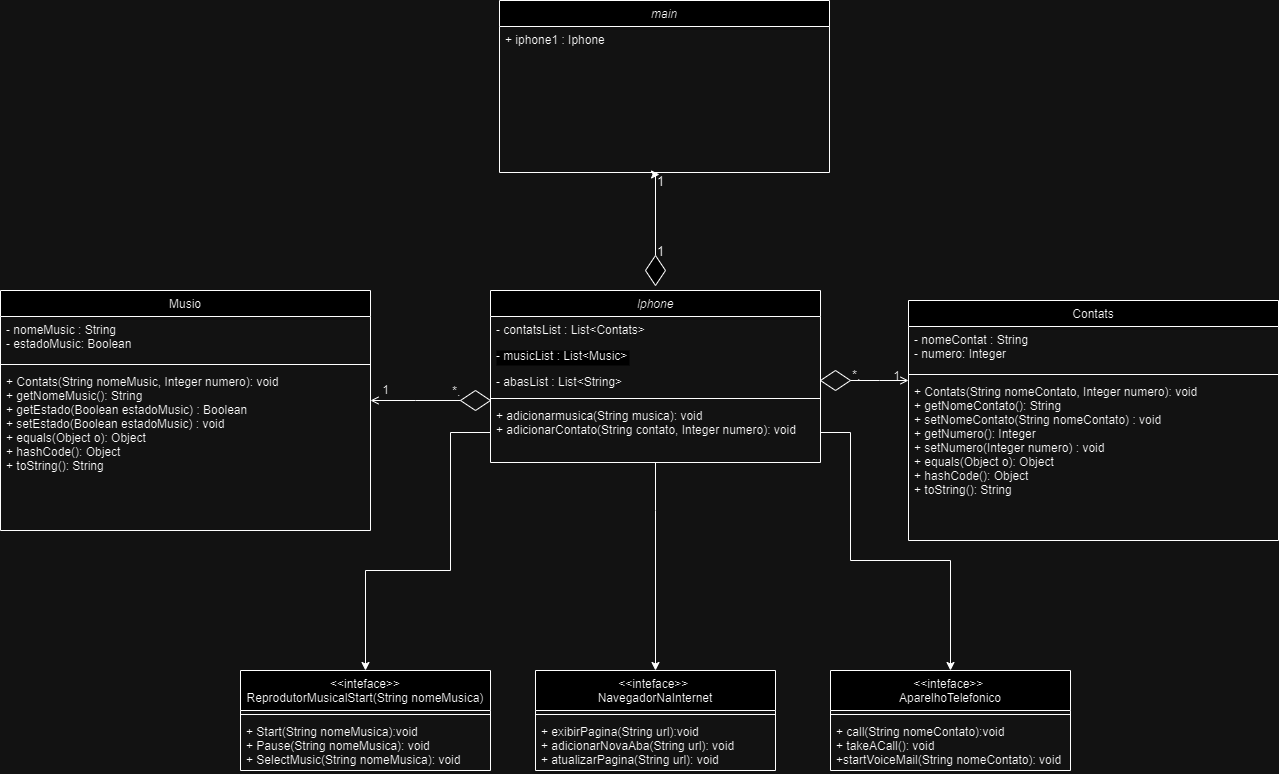 main
+ iphone1 : Iphone
1
1
Musio
- nomeMusic : String
- estadoMusic: Boolean
+ Contats(String nomeMusic, Integer numero): void
+ getNomeMusic(): String
+ getEstado(Boolean estadoMusic) : Boolean
+ setEstado(Boolean estadoMusic) : void
+ equals(Object o): Object
+ hashCode(): Object
+ toString(): String
1
*.
Iphone
- contatsList : List<Contats>
- musicList : List<Music>
- abasList : List<String>
+ adicionarmusica(String musica): void
+ adicionarContato(String contato, Integer numero): void
*.
1
Contats
- nomeContat : String
- numero: Integer
+ Contats(String nomeContato, Integer numero): void
+ getNomeContato(): String
+ setNomeContato(String nomeContato) : void
+ getNumero(): Integer
+ setNumero(Integer numero) : void
+ equals(Object o): Object
+ hashCode(): Object
+ toString(): String
<<inteface>>
ReprodutorMusicalStart(String nomeMusica)
+ Start(String nomeMusica):void
+ Pause(String nomeMusica): void
+ SelectMusic(String nomeMusica): void
<<inteface>>
NavegadorNaInternet
+ exibirPagina(String url):void
+ adicionarNovaAba(String url): void
+ atualizarPagina(String url): void
<<inteface>>
AparelhoTelefonico
+ call(String nomeContato):void
+ takeACall(): void
+startVoiceMail(String nomeContato): void